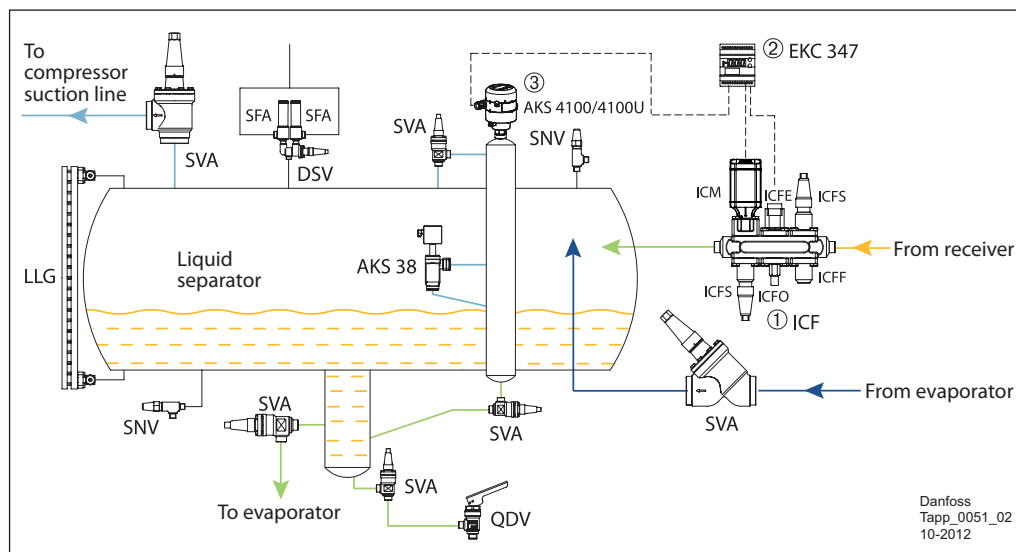 To
compressor
suction line
SVA
SFA
SFA
DSV
SVA
③
AKS 4100/4100U
SNV
② EKC 347
ICM
ICFE
ICFS
From receiver
ICFS
ICFO
ICFF
① ICF
LLG
Liquid
separator
AKS 38
From evaporator
SVA
SNV
SVA
SVA
To evaporator
SVA
QDV
Danfoss
Tapp_0051_02
10-2012